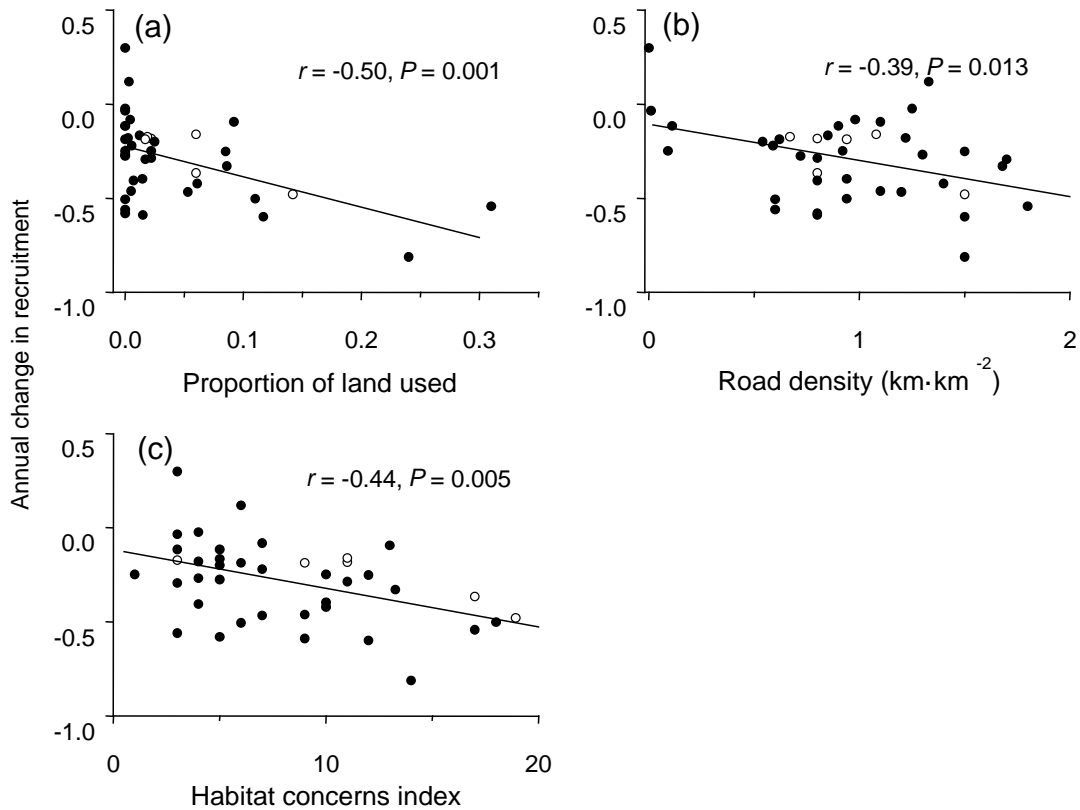 (a)
r = -0.50, P = 0.001
0.5
0.0
-0.5
-1.0
0.0 0.1 0.2 0.3
Proportion of land used
(b)
r = -0.39, P = 0.013
0.5
0.0
-0.5
-1.0
0 1 2
Road density (km·km⁻²)
Annual change in recruitment
(c)
r = -0.44, P = 0.005
0.5
0.0
-0.5
-1.0
0 10 20
Habitat concerns index